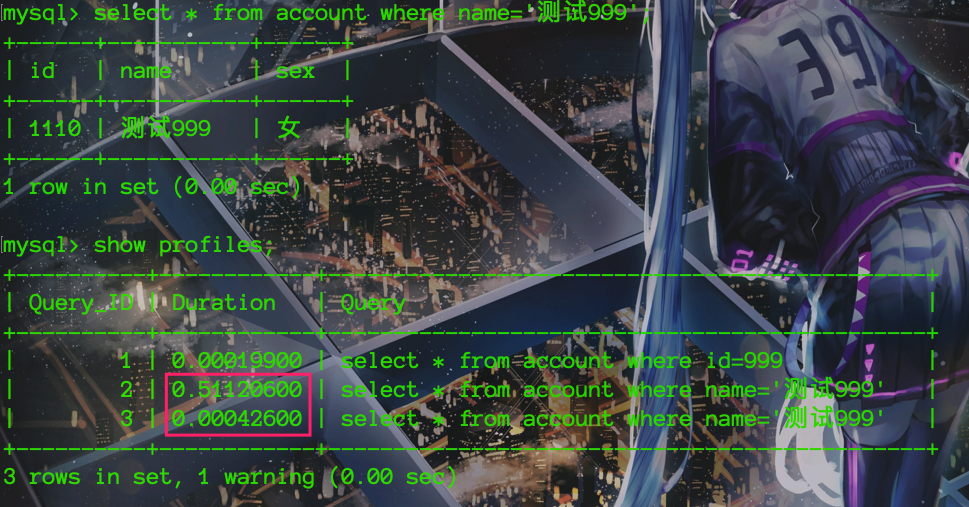 mysql> select * from account where name='测试999';
+-------+------------+------+
| id    | name       | sex  |
+-------+------------+------+
| 1110 | 测试999    | 女   |
+-------+------------+------+
1 row in set (0.00 sec)
mysql> show profiles;
+----------+------------+----------------------------------------------+
| Query_ID | Duration   | Query                                        |
+----------+------------+----------------------------------------------+
|        1 | 0.00019900 | select * from account where id=999           |
|        2 | 0.51120600 | select * from account where name='测试999'   |
|        3 | 0.00042600 | select * from account where name='测试999'   |
+----------+------------+----------------------------------------------+
3 rows in set, 1 warning (0.00 sec)
39
01